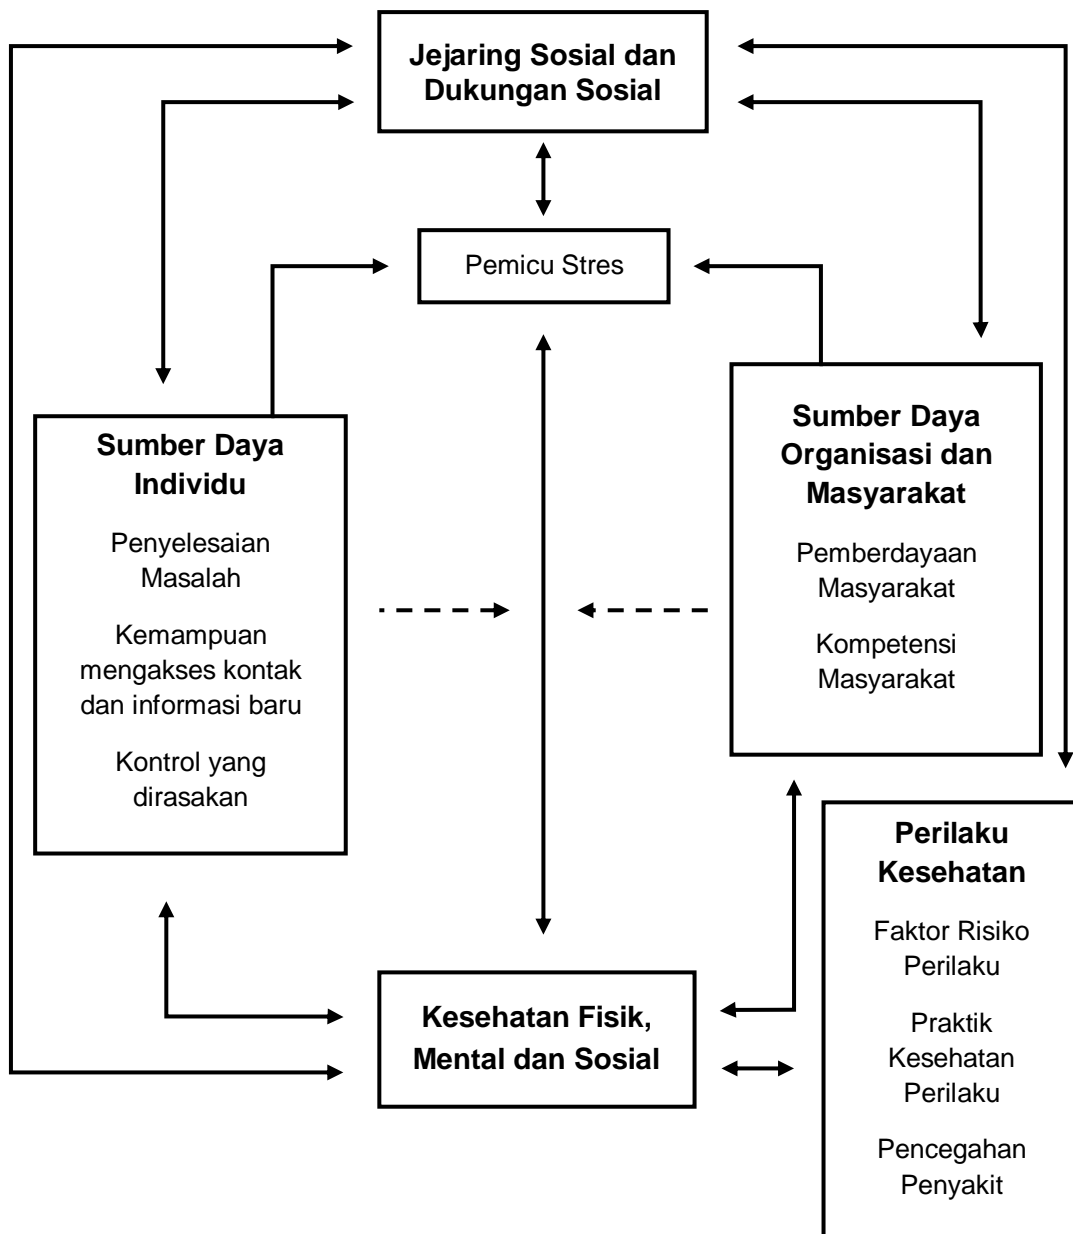 Jejaring Sosial dan
Dukungan Sosial
Pemicu Stres
Sumber Daya
Individu
Penyelesaian
Masalah
Kemampuan
mengakses kontak
dan informasi baru
Kontrol yang
dirasakan
Sumber Daya
Organisasi dan
Masyarakat
Pemberdayaan
Masyarakat
Kompetensi
Masyarakat
Kesehatan Fisik,
Mental dan Sosial
Perilaku
Kesehatan
Faktor Risiko
Perilaku
Praktik
Kesehatan
Perilaku
Pencegahan
Penyakit